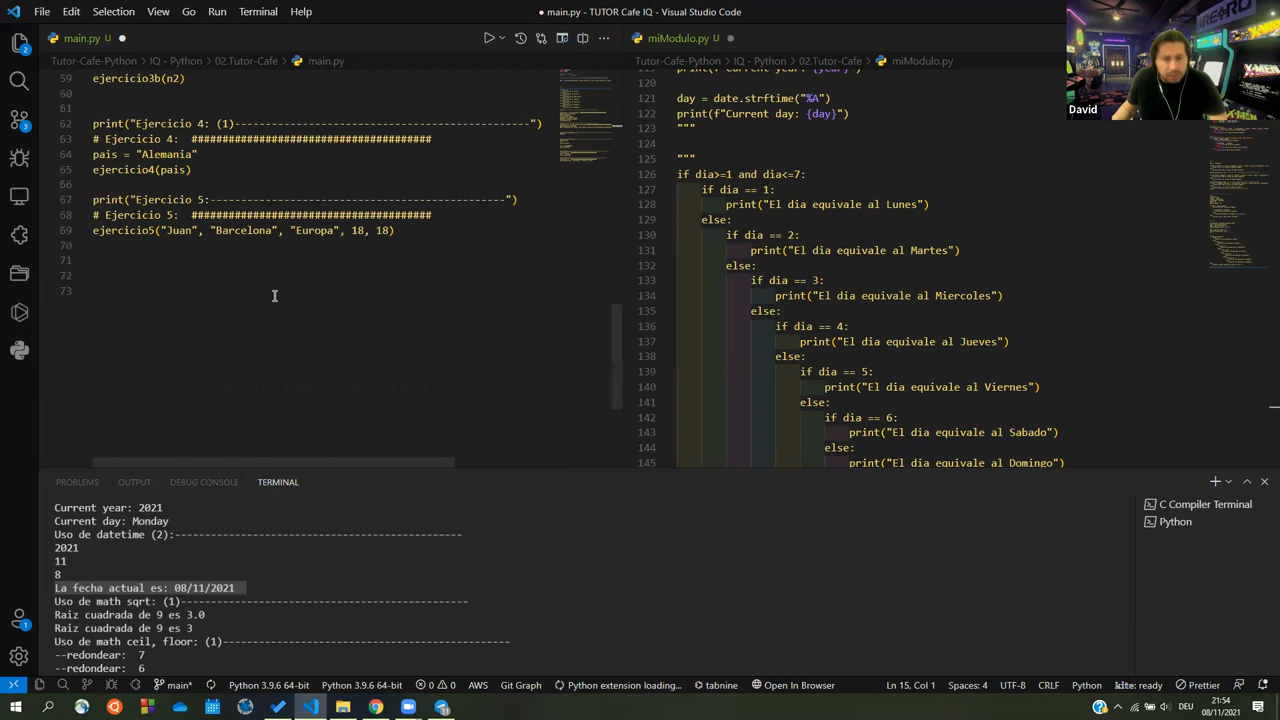 File Edit Selection View Go Run Terminal Help
main.py - TUTOR Cafe IQ - Visual Studio Code
main.py U
miModulo.py U
Tutor-Cafe-Python > IQ - Python > 02.Tutor-Cafe > main.py
Tutor-Cafe-Python > IQ - Python > 02.Tutor-Cafe > miModulo.py
59 ejercicio3b(n2)
60
61
62 print("Ejercicio 4: (1)------------------------------------------------")
63 # Ejercicio 4: #######################################
64 pais = "Alemania"
65 ejercicio4(pais)
66
67 print("Ejercicio 5:------------------------------------------------")
68 # Ejercicio 5: #######################################
69 ejercicio5("Juan", "Barcelona", "Europa", 18, 18)
70
71
72
73
119 print(f"Current year: {year}")
120
121 day = date.strftime("%A")
122 print(f"Current day: {day}")
123 """
124
125 """
126 if dia>=1 and dia<=7:
127 if dia == 1:
128 print("El dia equivale al Lunes")
129 else:
130 if dia == 2:
131 print("El dia equivale al Martes")
132 else:
133 if dia == 3:
134 print("El dia equivale al Miercoles")
135 else:
136 if dia == 4:
137 print("El dia equivale al Jueves")
138 else:
139 if dia == 5:
140 print("El dia equivale al Viernes")
141 else:
142 if dia == 6:
143 print("El dia equivale al Sabado")
144 else:
145 print("El dia equivale al Domingo")
RETRO
David
PROBLEMS OUTPUT DEBUG CONSOLE TERMINAL
Current year: 2021
Current day: Monday
Uso de datetime (2):------------------------------------------------
2021
11
8
La fecha actual es: 08/11/2021
Uso de math sqrt: (1)------------------------------------------------
Raiz cuadrada de 9 es 3.0
Raiz cuadrada de 9 es 3
Uso de math ceil, floor: (1)------------------------------------------------
--redondear: 7
--redondear: 6
C Compiler Terminal
Python
main* Python 3.9.6 64-bit Python 3.9.6 64-bit 0 0 AWS Git Graph Python extension loading... tabnine Open In Browser Ln 15, Col 1 Spaces: 4 UTF-8 CRLF Python kite: ready Prettier
DEU
21:54
08/11/2021